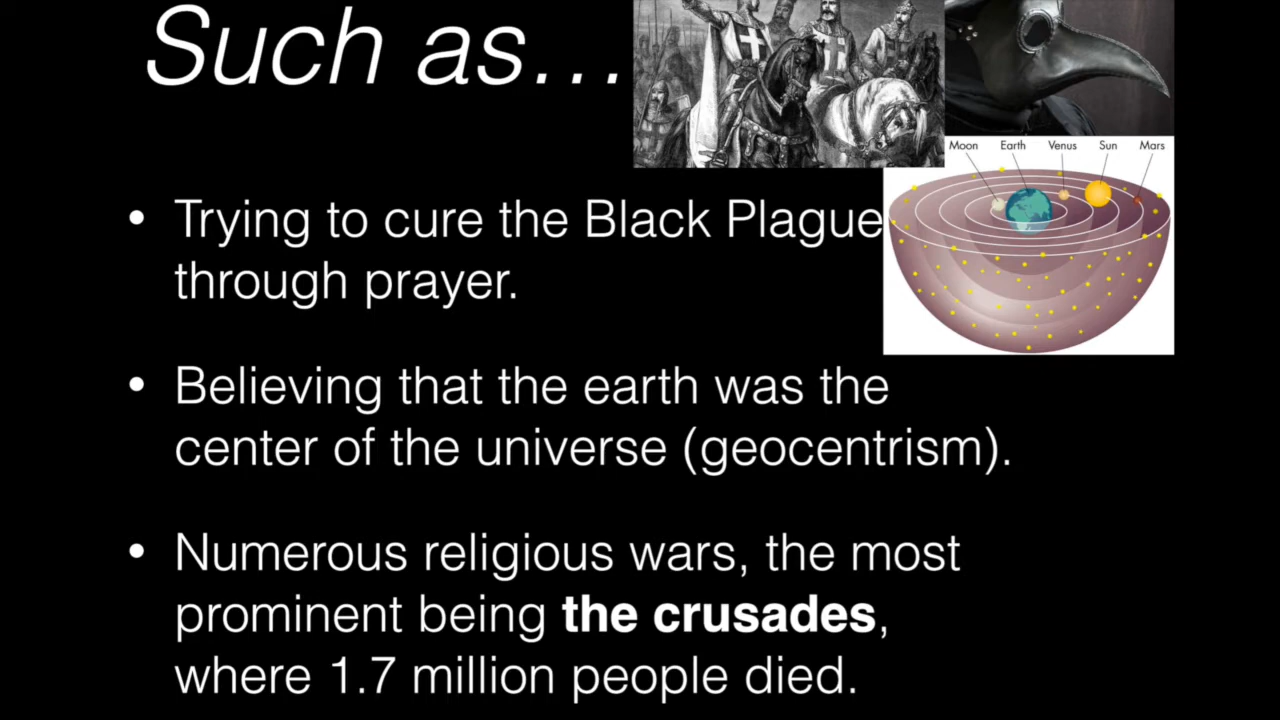 Such as…
Moon Earth Venus Sun Mars
• Trying to cure the Black Plague
through prayer.
• Believing that the earth was the
center of the universe (geocentrism).
• Numerous religious wars, the most
prominent being the crusades,
where 1.7 million people died.